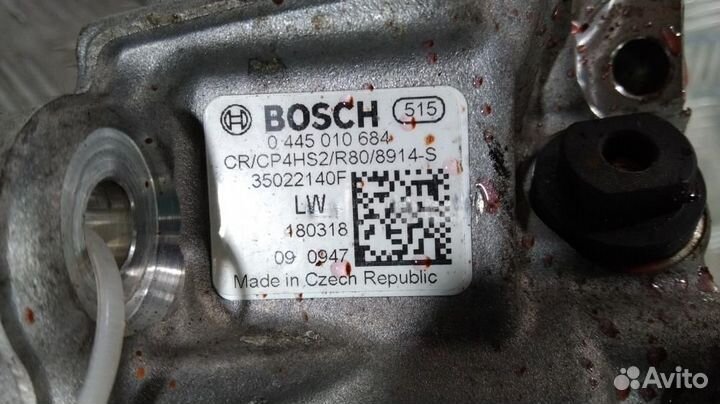 BOSCH 515
0 445 010 684
CR/CP4HS2/R80/8914-S
35022140F
LW
180318
09 0947
Made in Czech Republic
Avito